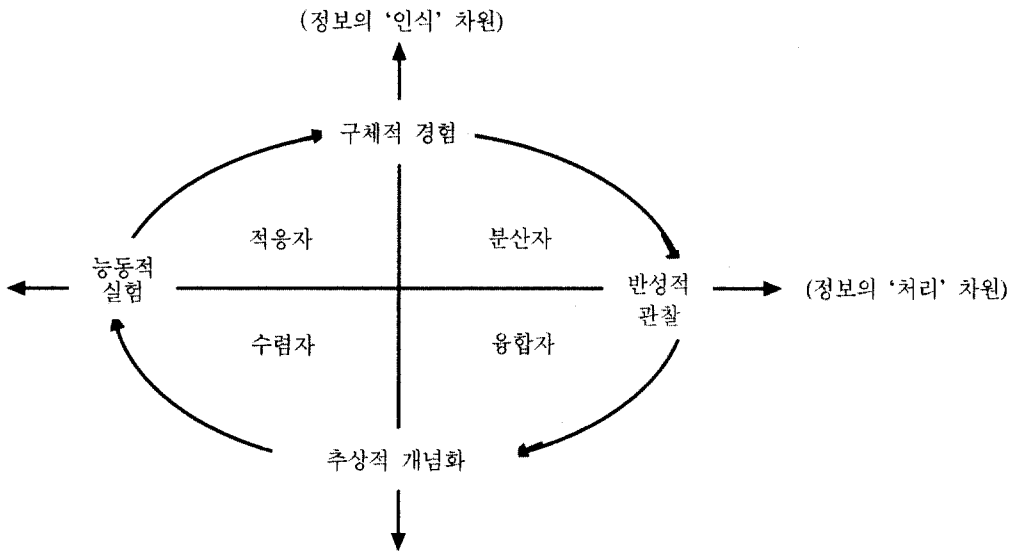 (정보의 ‘인식’ 차원)
구체적 경험
적응자
분산자
능동적
실험
반성적
관찰
(정보의 ‘처리’ 차원)
수렴자
융합자
추상적 개념화